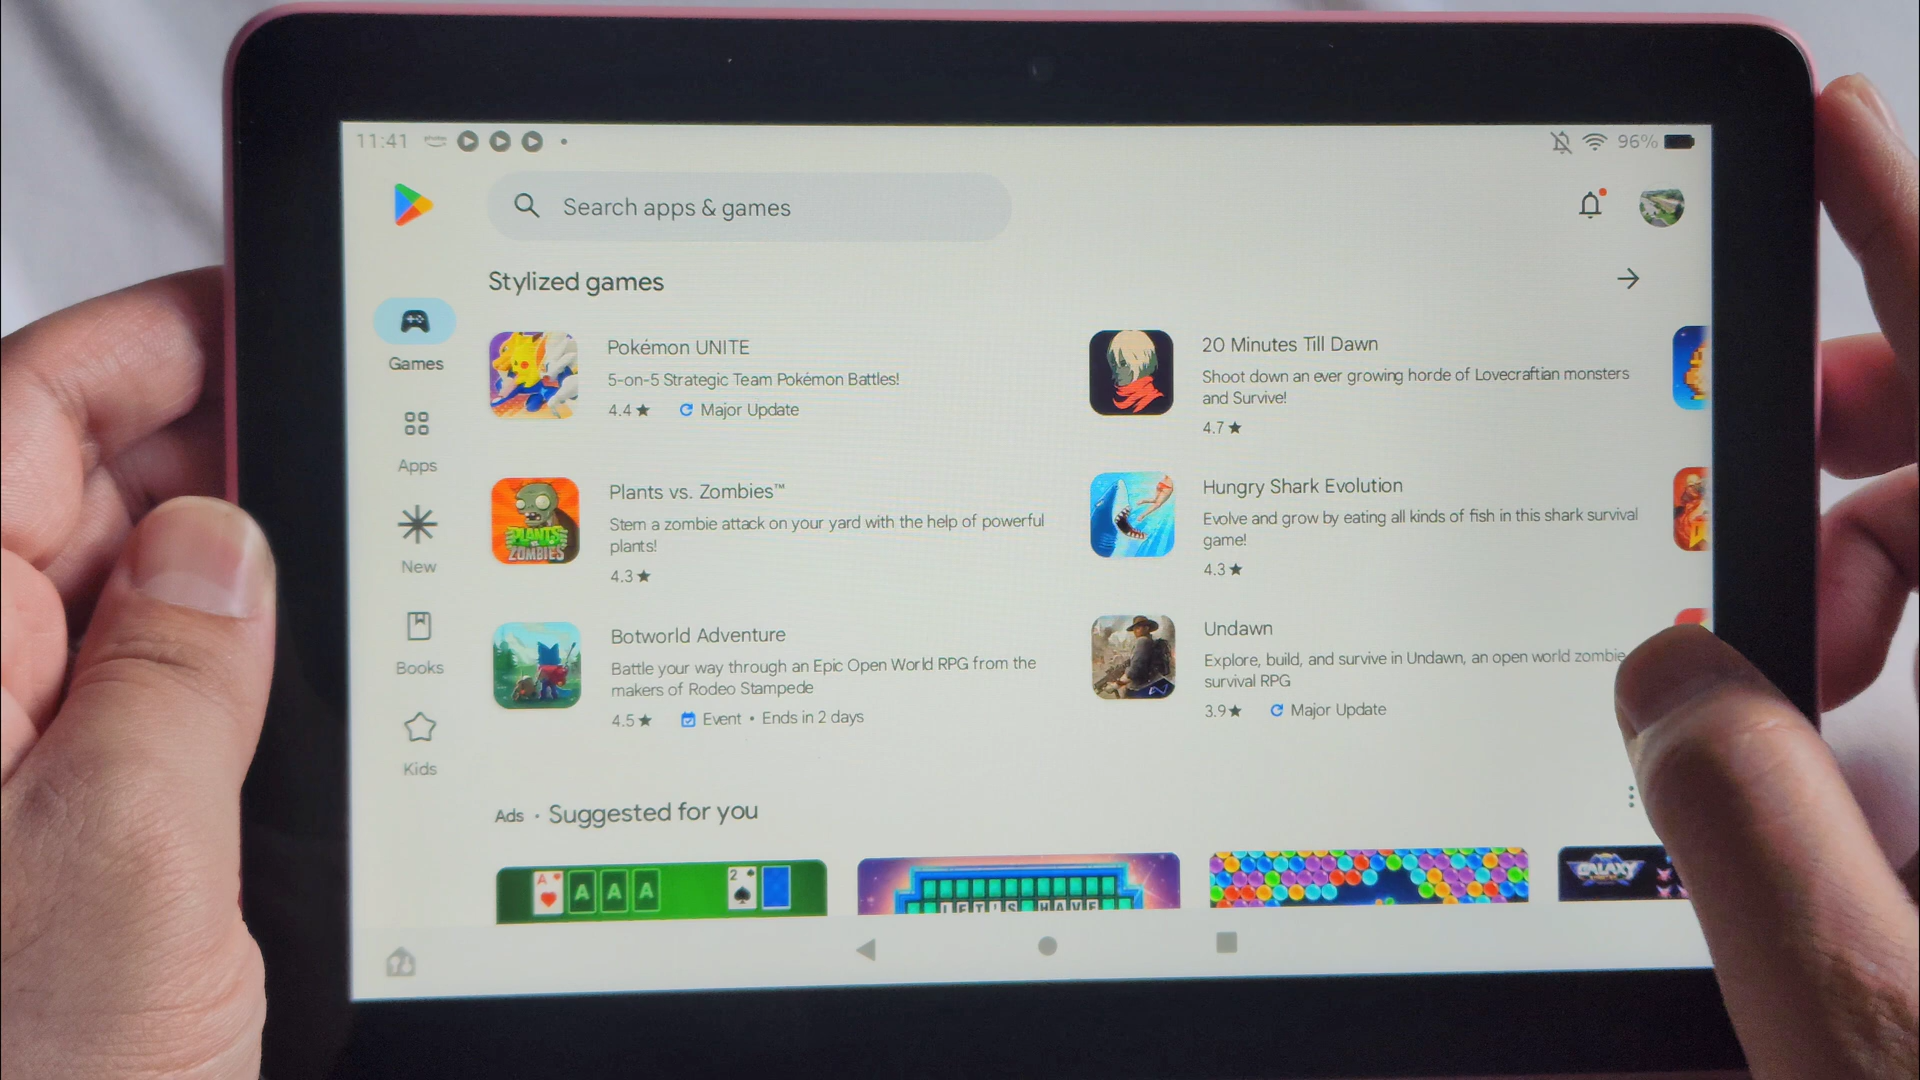 11:41
96%
Search apps & games
Stylized games
Games
Pokémon UNITE
5-on-5 Strategic Team Pokémon Battles!
4.4★ Major Update
20 Minutes Till Dawn
Shoot down an ever growing horde of Lovecraftian monsters
and Survive!
4.7★
Apps
Plants vs. Zombies™
Stem a zombie attack on your yard with the help of powerful
plants!
4.3★
PLANTS
ZOMBIES
Hungry Shark Evolution
Evolve and grow by eating all kinds of fish in this shark survival
game!
4.3★
New
Botworld Adventure
Battle your way through an Epic Open World RPG from the
makers of Rodeo Stampede
4.5★ Event • Ends in 2 days
Undawn
Explore, build, and survive in Undawn, an open world zombie
survival RPG
3.9★ Major Update
Books
Kids
Ads • Suggested for you
A A A A 2
LET'S HAVE
GALAXY